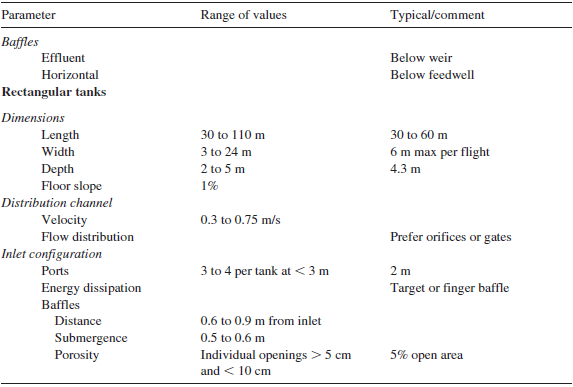 Parameter Range of values Typical/comment
Baffles
Effluent Below weir
Horizontal Below feedwell
Rectangular tanks
Dimensions
Length 30 to 110 m 30 to 60 m
Width 3 to 24 m 6 m max per flight
Depth 2 to 5 m 4.3 m
Floor slope 1%
Distribution channel
Velocity 0.3 to 0.75 m/s
Flow distribution Prefer orifices or gates
Inlet configuration
Ports 3 to 4 per tank at < 3 m 2 m
Energy dissipation Target or finger baffle
Baffles
Distance 0.6 to 0.9 m from inlet
Submergence 0.5 to 0.6 m
Porosity Individual openings > 5 cm 5% open area
and < 10 cm